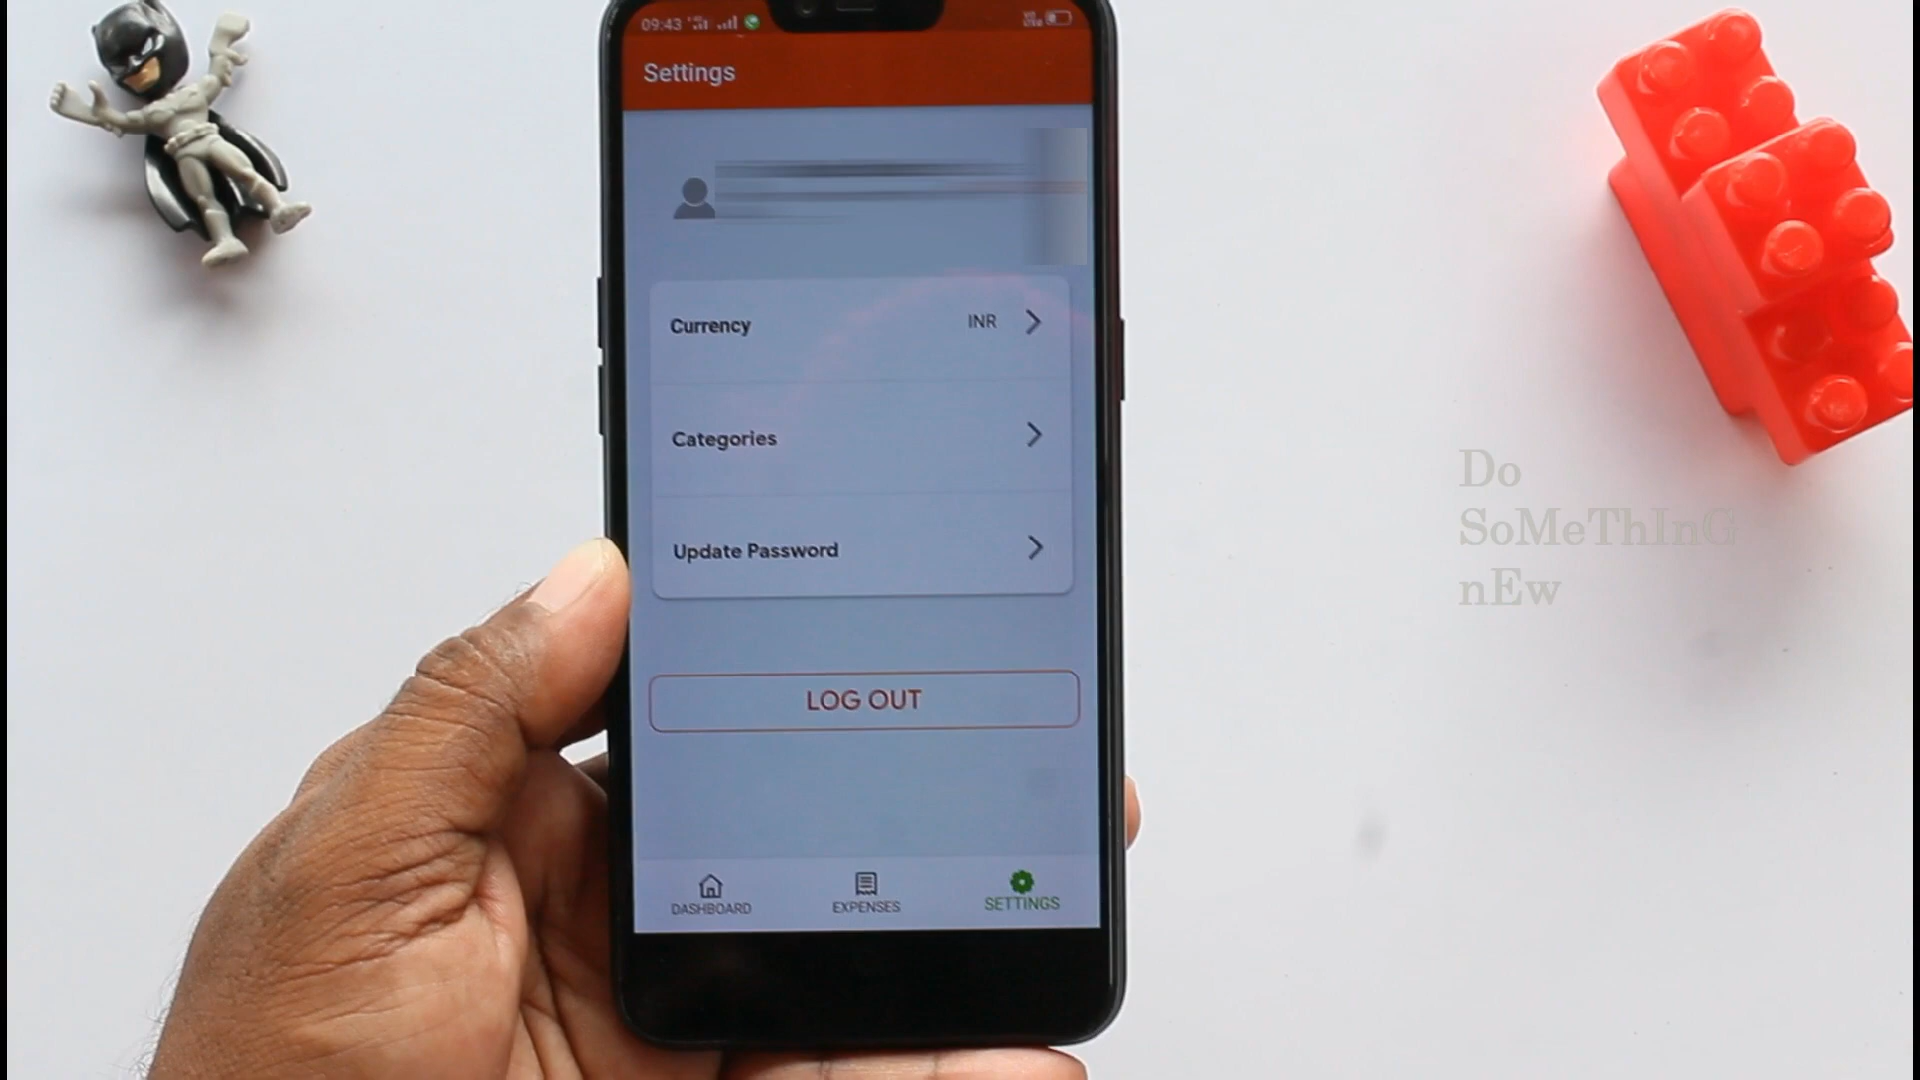 09:43
Settings
Currency INR
Categories
Update Password
LOG OUT
DASHBOARD EXPENSES SETTINGS
Do
SoMeThInG
nEw